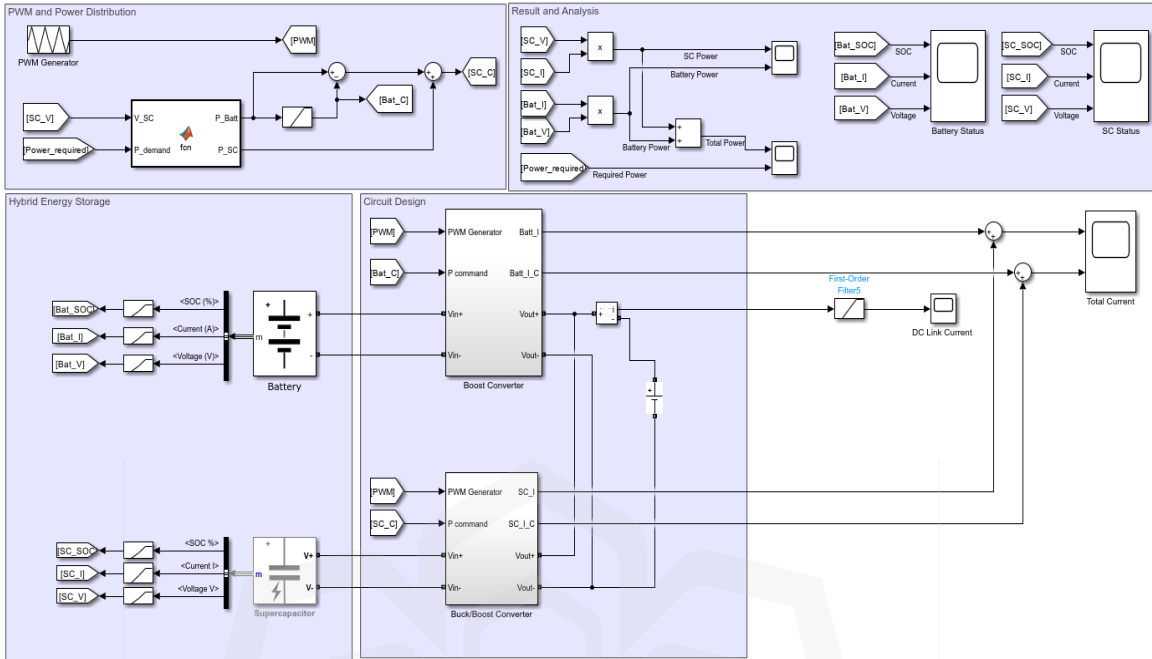 PWM and Power Distribution
PWM Generator
[PWM]
[SC_V]
[Power_required]
V_SC
P_demand
fcn
P_Batt
P_SC
[Bat_C]
[SC_C]
Result and Analysis
[SC_V]
[SC_I]
x
SC Power
Battery Power
[Bat_I]
[Bat_V]
x
Battery Power
Total Power
[Power_required]
Required Power
[Bat_SOC]
SOC
[Bat_I]
Current
[Bat_V]
Voltage
Battery Status
[SC_SOC]
SOC
[SC_I]
Current
[SC_V]
Voltage
SC Status
Hybrid Energy Storage
[Bat_SOC]
<SOC (%)>
[Bat_I]
<Current (A)>
[Bat_V]
<Voltage (V)>
m
Battery
[SC_SOC]
<SOC %>
[SC_I]
<Current I>
[SC_V]
<Voltage V>
m
V+
V-
Supercapacitor
Circuit Design
[PWM]
[Bat_C]
PWM Generator
P command
Vin+
Vin-
Batt_I
Batt_I_C
Vout+
Vout-
Boost Converter
i
[PWM]
[SC_C]
PWM Generator
P command
Vin+
Vin-
SC_I
SC_I_C
Vout+
Vout-
Buck/Boost Converter
First-Order
Filter5
DC Link Current
Total Current